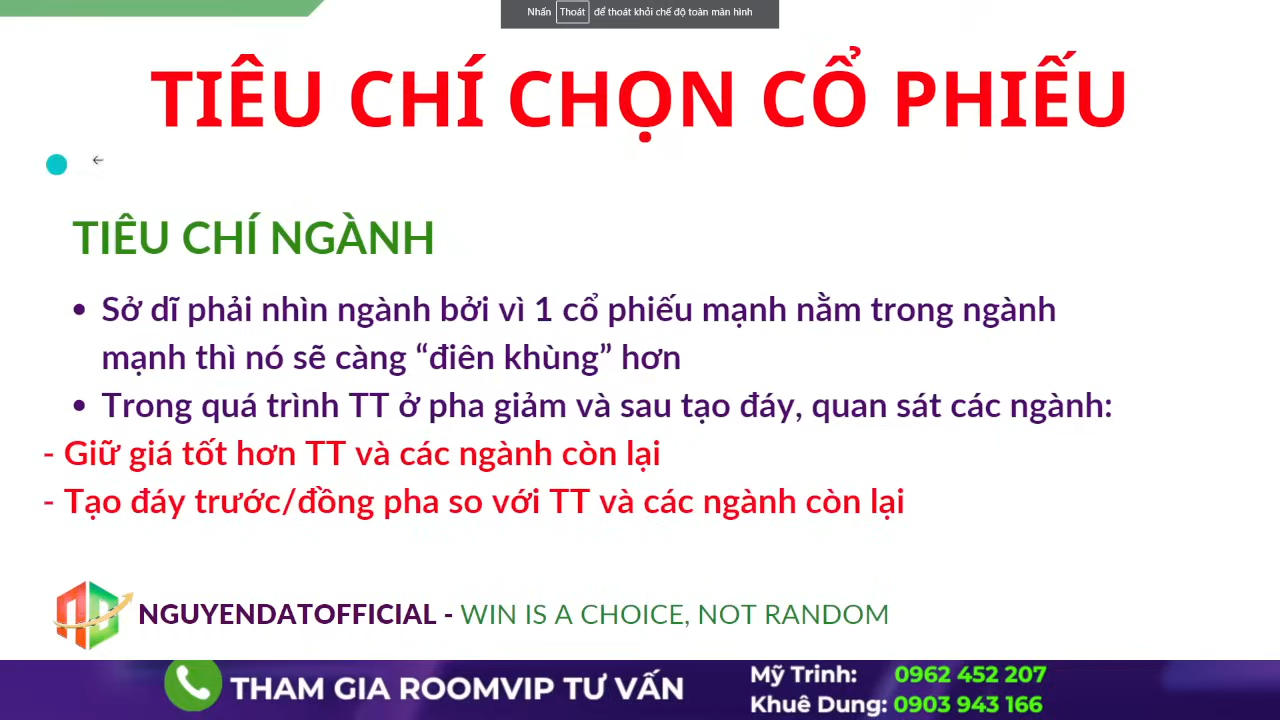 Nhấn Thoát để thoát khỏi chế độ toàn màn hình
TIÊU CHÍ CHỌN CỔ PHIẾU
TIÊU CHÍ NGÀNH
• Sở dĩ phải nhìn ngành bởi vì 1 cổ phiếu mạnh nằm trong ngành
mạnh thì nó sẽ càng “điên khùng” hơn
• Trong quá trình TT ở pha giảm và sau tạo đáy, quan sát các ngành:
- Giữ giá tốt hơn TT và các ngành còn lại
- Tạo đáy trước/đồng pha so với TT và các ngành còn lại
NGUYENDATOFFICIAL - WIN IS A CHOICE, NOT RANDOM
THAM GIA ROOMVIP TƯ VẤN
Mỹ Trinh: 0962 452 207
Khuê Dung: 0903 943 166